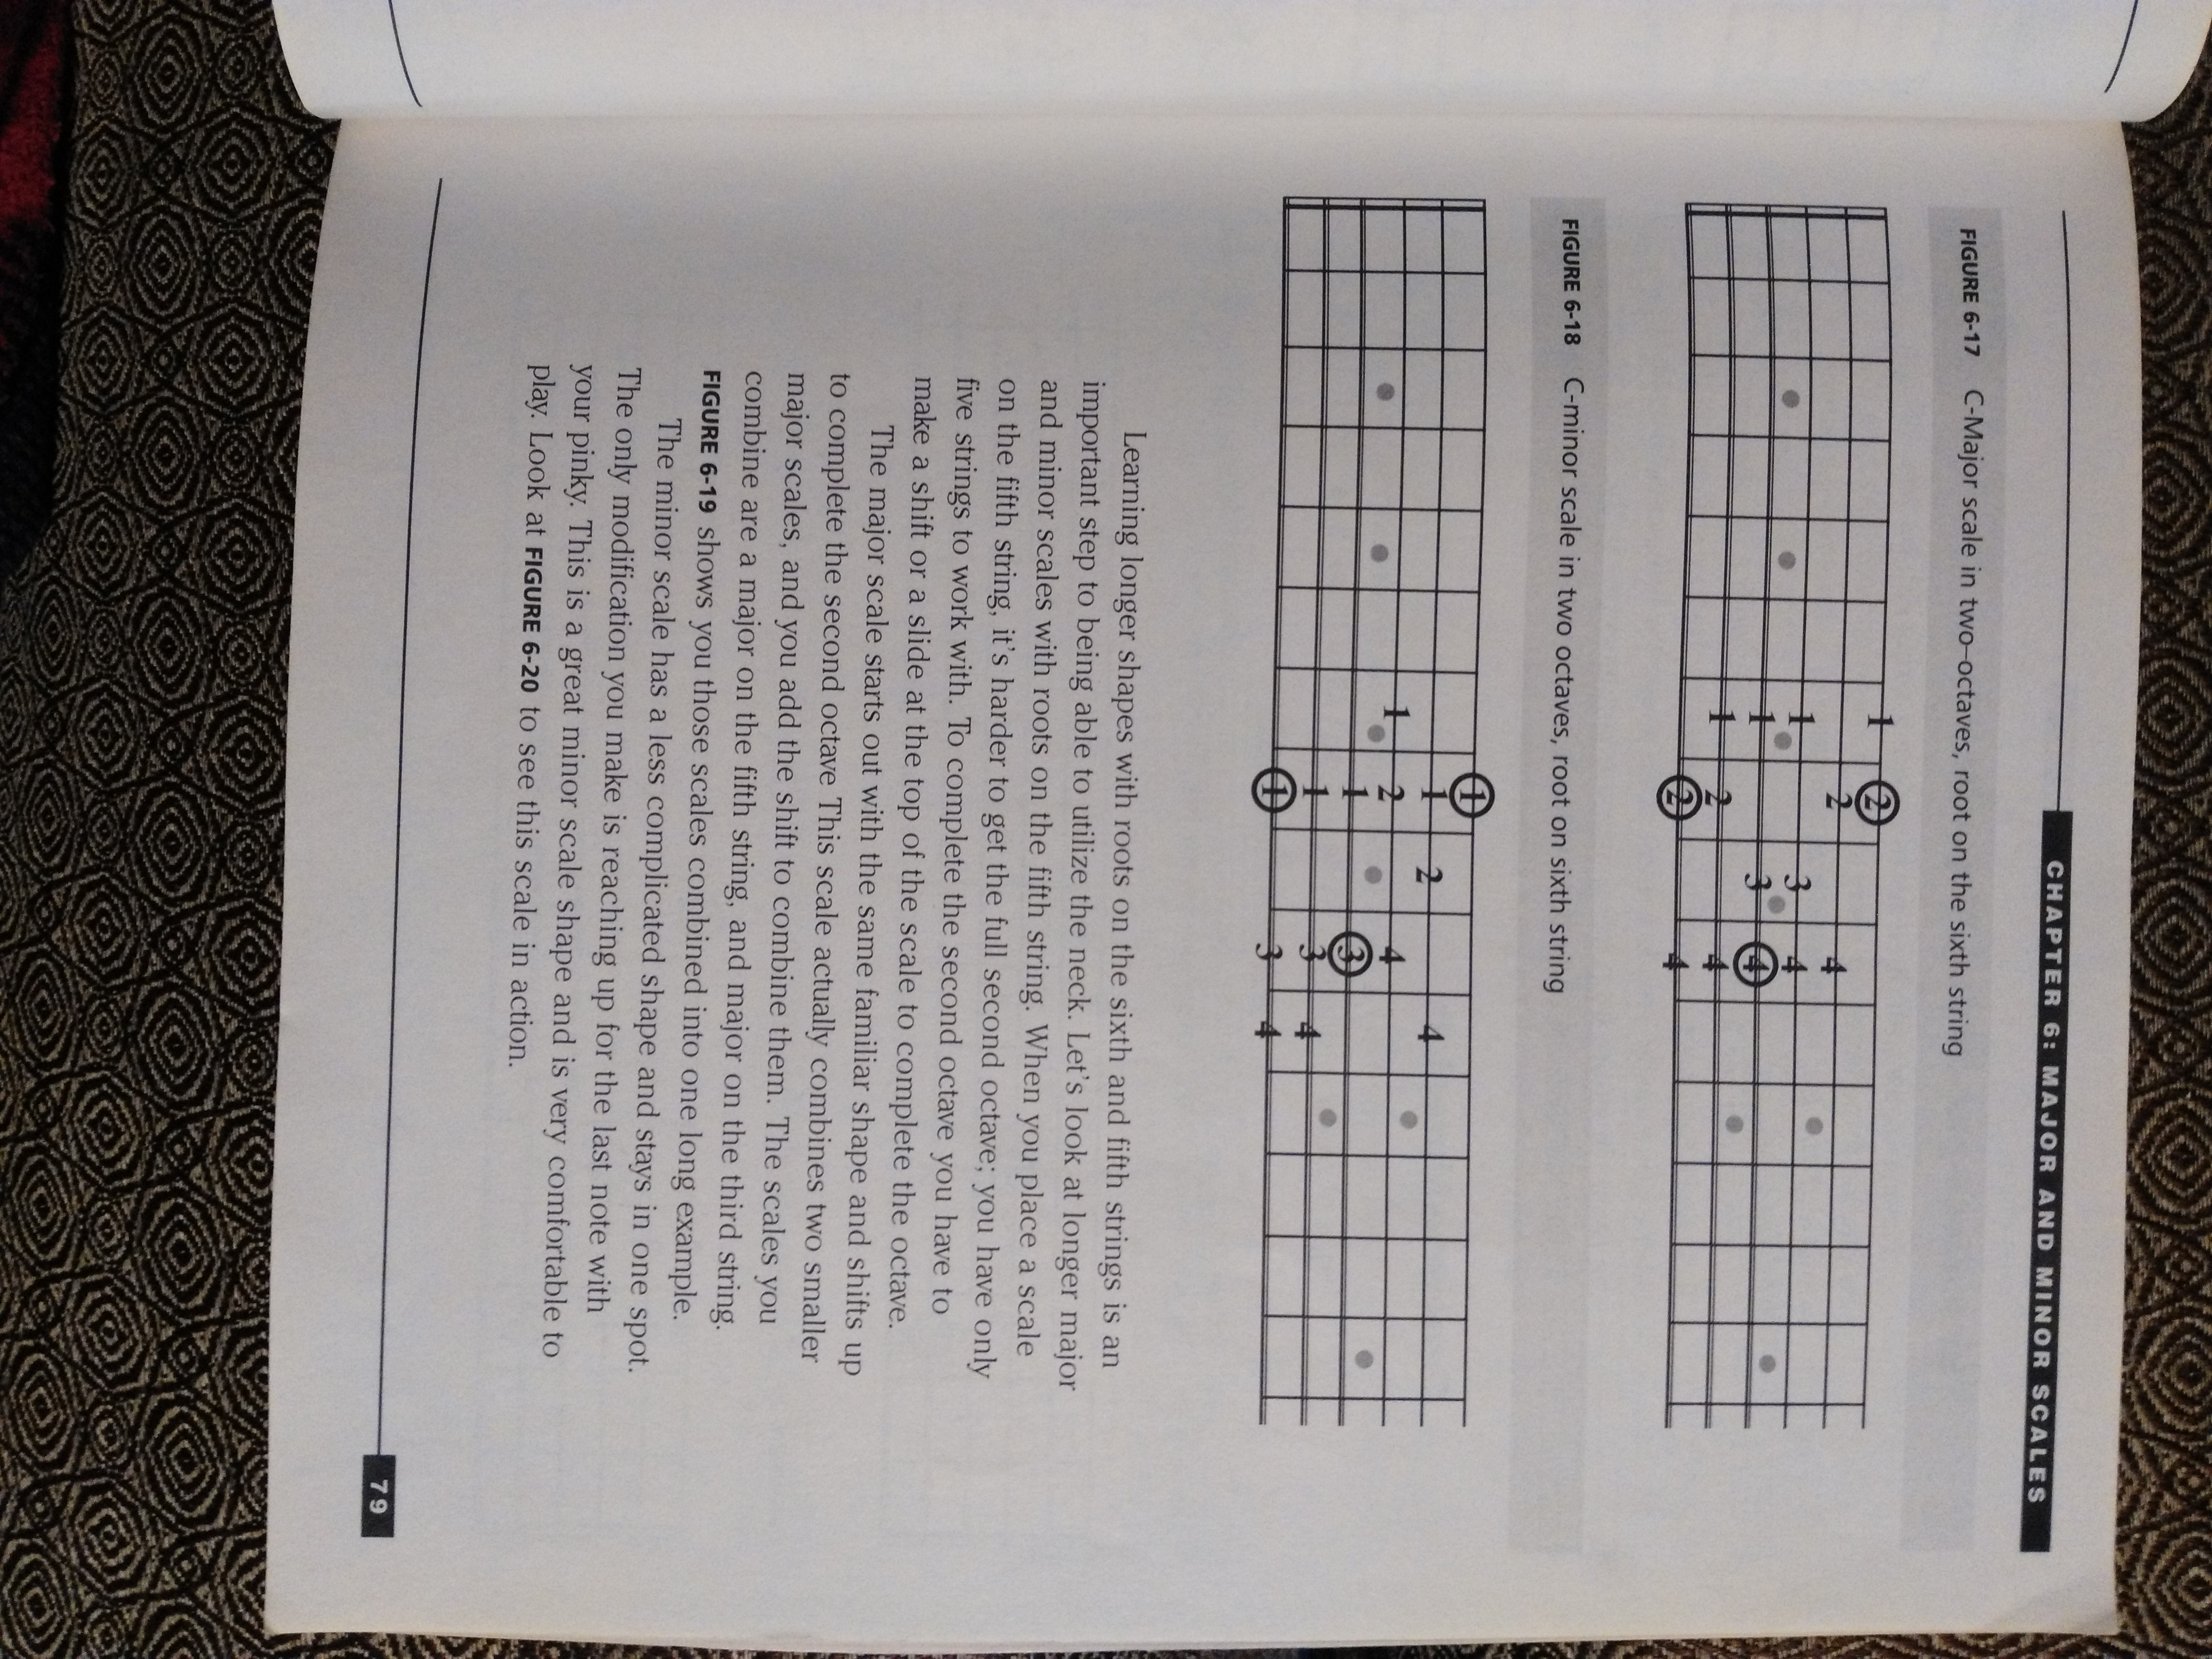 CHAPTER 6: MAJOR AND MINOR SCALES
FIGURE 6-17 C-Major scale in two-octaves, root on the sixth string
1 2
2 4
1 3 4
1 3 4
1 2 4
2 4
FIGURE 6-18 C-minor scale in two octaves, root on sixth string
1
1 2 4
1 2 4
1 3
1 3 4
1 3 4
Learning longer shapes with roots on the sixth and fifth strings is an
important step to being able to utilize the neck. Let's look at longer major
and minor scales with roots on the fifth string. When you place a scale
on the fifth string, it's harder to get the full second octave; you have only
five strings to work with. To complete the second octave you have to
make a shift or a slide at the top of the scale to complete the octave.
The major scale starts out with the same familiar shape and shifts up
to complete the second octave This scale actually combines two smaller
major scales, and you add the shift to combine them. The scales you
combine are a major on the fifth string, and major on the third string.
FIGURE 6-19 shows you those scales combined into one long example.
The minor scale has a less complicated shape and stays in one spot.
The only modification you make is reaching up for the last note with
your pinky. This is a great minor scale shape and is very comfortable to
play. Look at FIGURE 6-20 to see this scale in action.
79